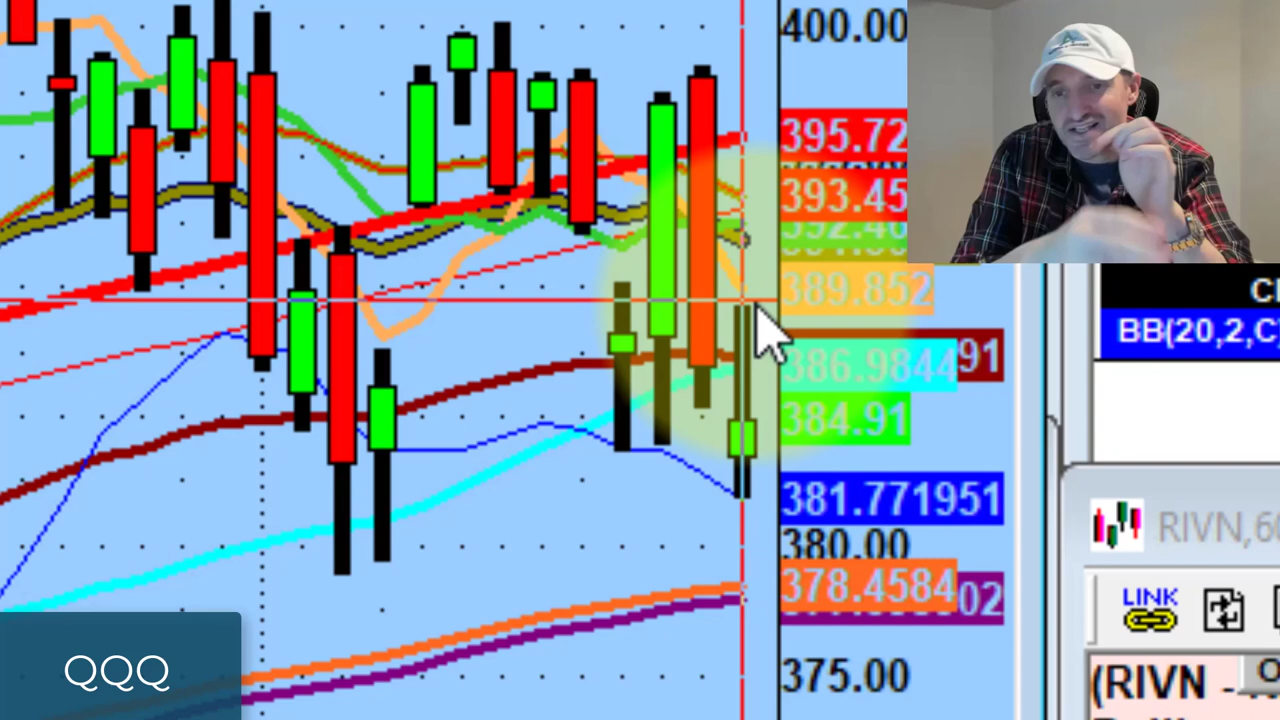 400.00
395.72
393.45
389.852
91
386.9844
384.91
381.771951
380.00
378.4584
02
375.00
QQQ
BB(20,2,C)
RIVN,6
LINK
(RIVN -